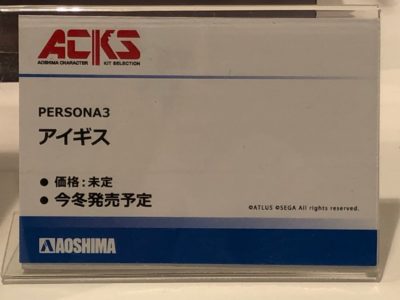 ACKS
AOSHIMA CHARACTER KIT SELECTION
PERSONA3
アイギス
● 価格：未定
● 今冬発売予定
©ATLUS ©SEGA All rights reserved.
AOSHIMA